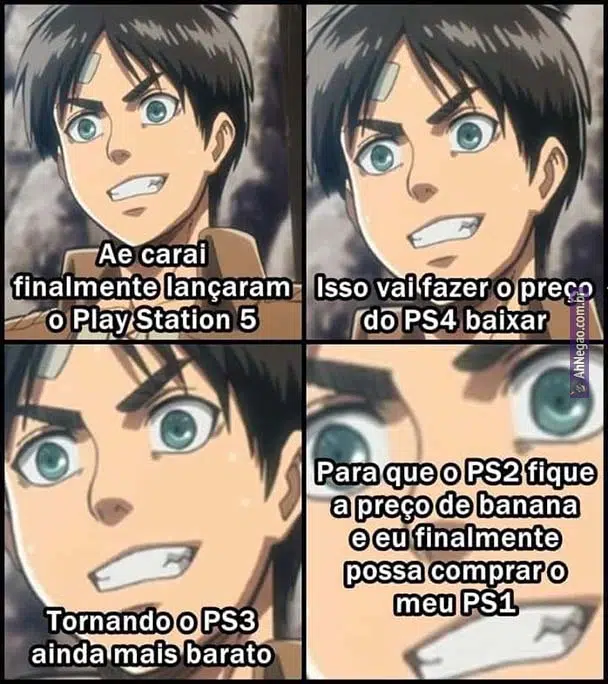 Ae carai
finalmente lançaram
o Play Station 5
Isso vai fazer o preço
do PS4 baixar
AhNegao.com.br
Tornando o PS3
ainda mais barato
Para que o PS2 fique
a preço de banana
e eu finalmente
possa comprar o
meu PS1